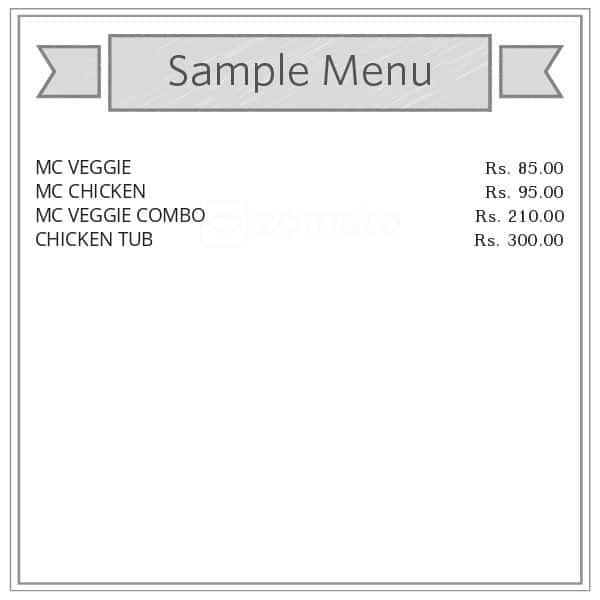 Sample Menu
MC VEGGIE Rs. 85.00
MC CHICKEN Rs. 95.00
MC VEGGIE COMBO Rs. 210.00
zomato
CHICKEN TUB Rs. 300.00